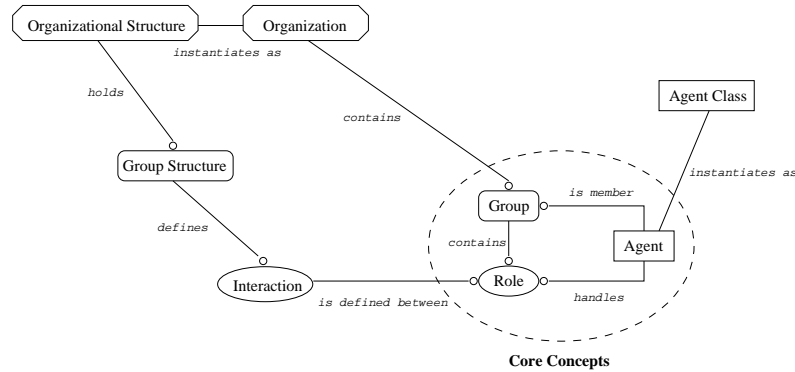 Organizational Structure
Organization
instantiates as
holds
contains
Agent Class
Group Structure
instantiates as
is member
Group
defines
contains
Agent
Interaction
Role
is defined between
handles
Core Concepts